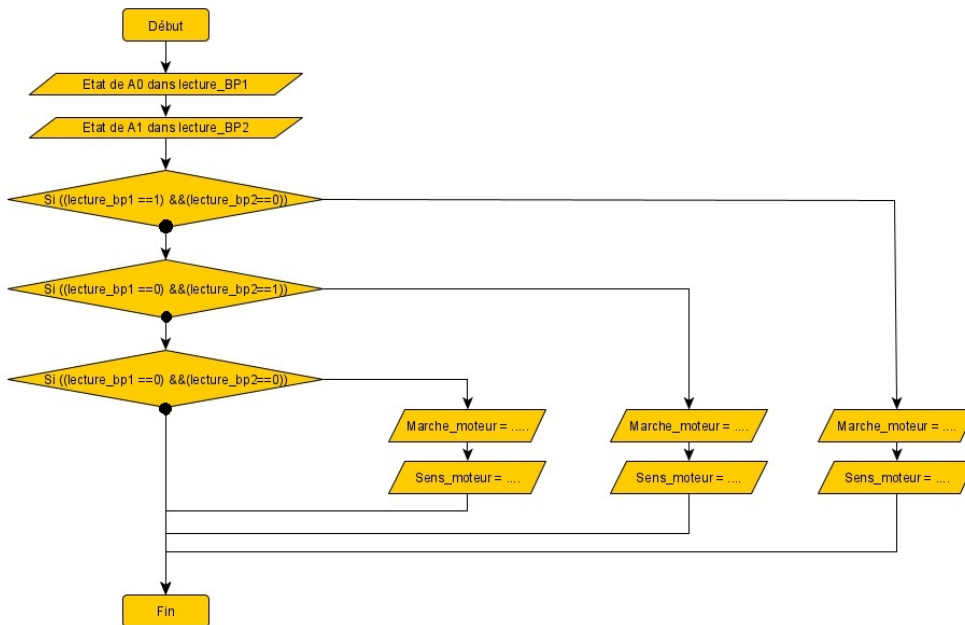 Début
Etat de A0 dans lecture_BP1
Etat de A1 dans lecture_BP2
Si ((lecture_bp1 ==1) &&(lecture_bp2==0))
Si ((lecture_bp1 ==0) &&(lecture_bp2==1))
Si ((lecture_bp1 ==0) &&(lecture_bp2==0))
Marche_moteur = .....
Marche_moteur = ....
Marche_moteur = ....
Sens_moteur = ....
Sens_moteur = ....
Sens_moteur = ....
Fin